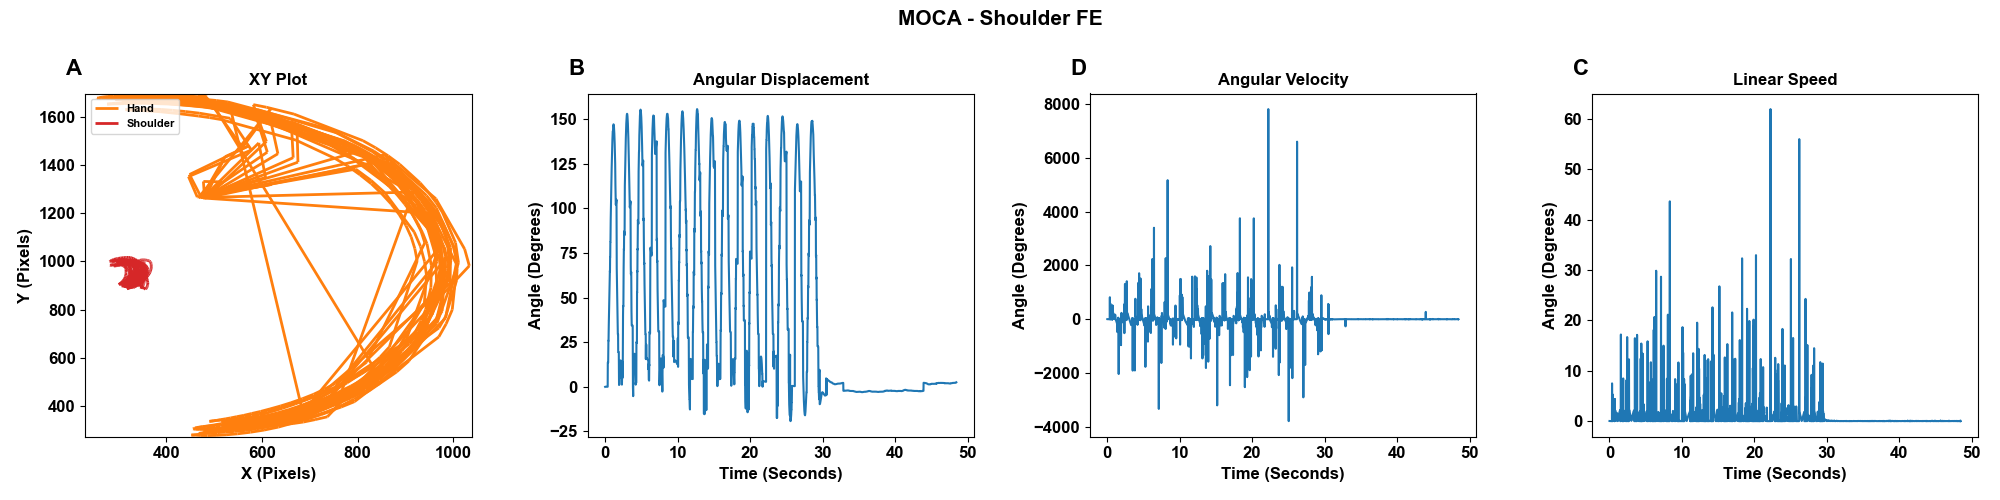 MOCA - Shoulder FE
A
XY Plot
Hand
Shoulder
1600
1400
1200
1000
800
600
400
Y (Pixels)
400 600 800 1000
X (Pixels)
B
Angular Displacement
150
125
100
75
50
25
0
−25
Angle (Degrees)
0 10 20 30 40 50
Time (Seconds)
D
Angular Velocity
8000
6000
4000
2000
0
−2000
−4000
Angle (Degrees)
0 10 20 30 40 50
Time (Seconds)
C
Linear Speed
60
50
40
30
20
10
0
Angle (Degrees)
0 10 20 30 40 50
Time (Seconds)